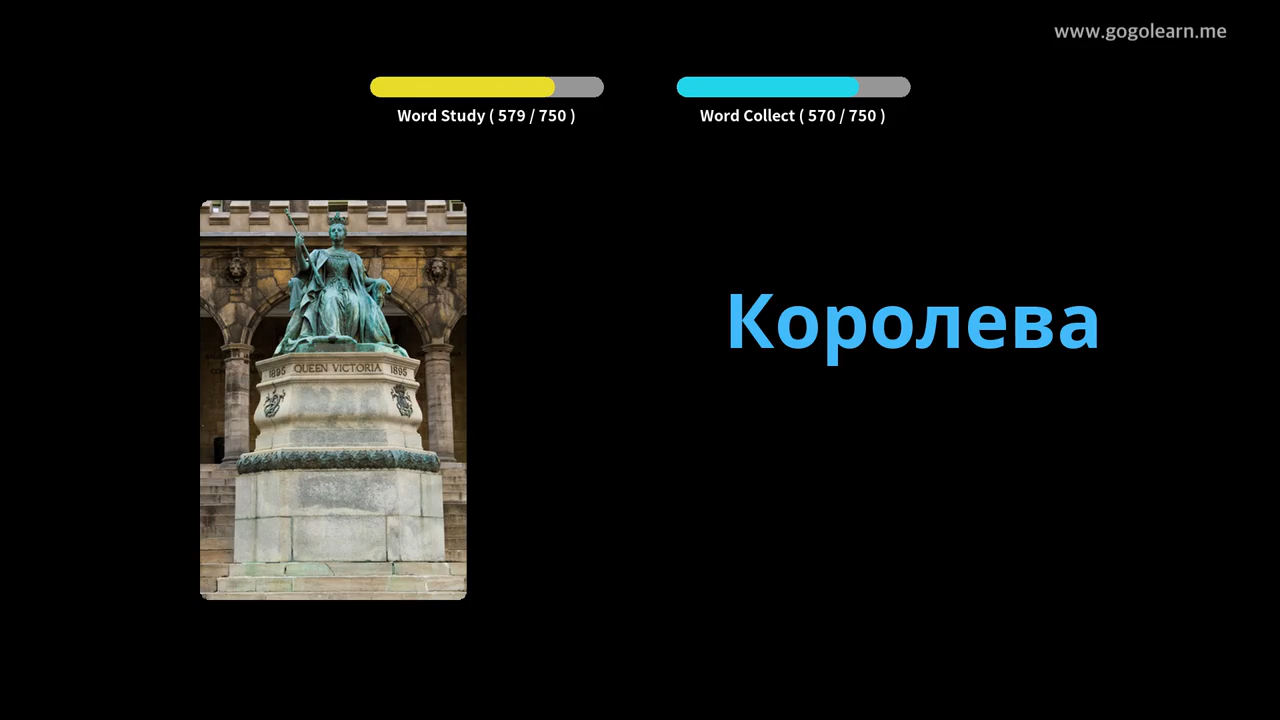 www.gogolearn.me
Word Study ( 579 / 750 )
Word Collect ( 570 / 750 )
Королева
1895 QUEEN VICTORIA 1895